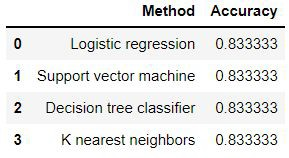 Method Accuracy
0 Logistic regression 0.833333
1 Support vector machine 0.833333
2 Decision tree classifier 0.833333
3 K nearest neighbors 0.833333